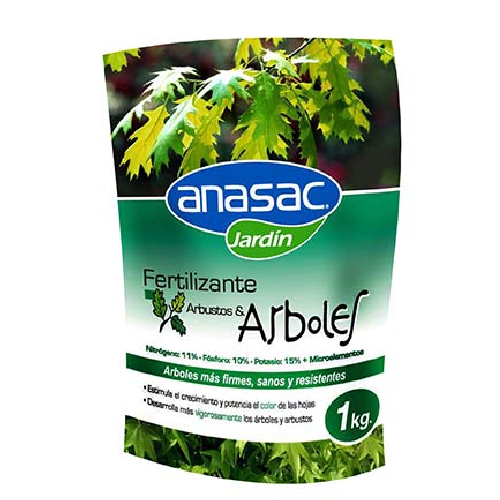 anasac®
Jardín
Fertilizante
Arbustos & Arboles
Nitrógeno: 11% • Fósforo: 10% • Potasio: 15% + Microelementos
Arboles más firmes, sanos y resistentes
• Estimula el crecimiento y potencia el color de las hojas
• Desarrolla más vigorosamente los árboles y arbustos
1kg.